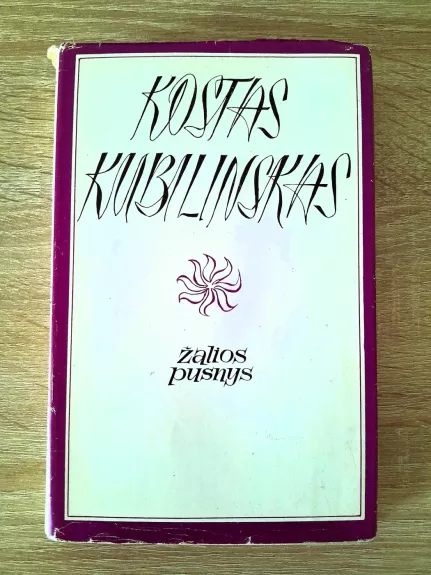 KOSTAS
KUBILINSKAS
žalios
pusnys